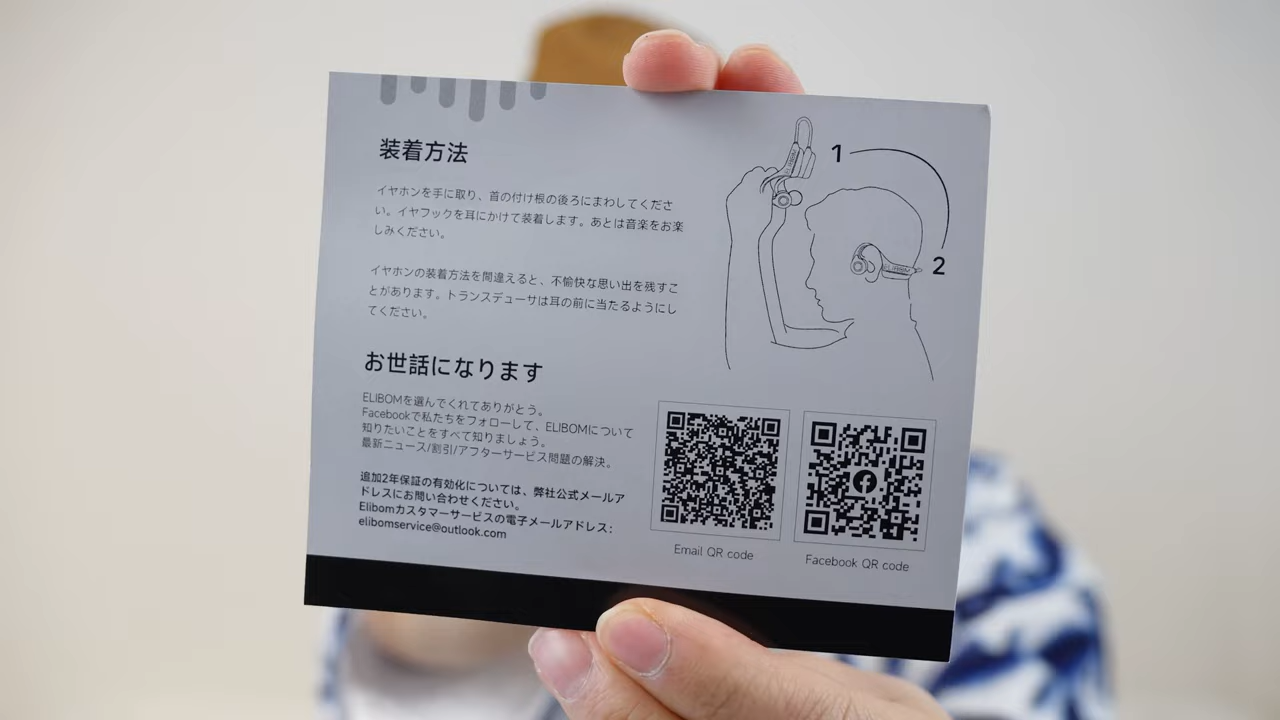 装着方法
イヤホンを手に取り、首の付け根の後ろにまわしてくださ
い。イヤフックを耳にかけて装着します。あとは音楽をお楽
しみください。
イヤホンの装着方法を間違えると、不愉快な思い出を残すこ
とがあります。トランスデューサは耳の前に当たるようにし
てください。
1
2
ELIBOM
お世話になります
ELIBOMを選んでくれてありがとう。
Facebookで私たちをフォローして、ELIBOMについて
知りたいことをすべて知りましょう。
最新ニュース/割引/アフターサービス問題の解決。
追加2年保証の有効化については、弊社公式メールア
ドレスにお問い合わせください。
Elibomカスタマーサービスの電子メールアドレス:
elibomservice@outlook.com
Email QR code
Facebook QR code